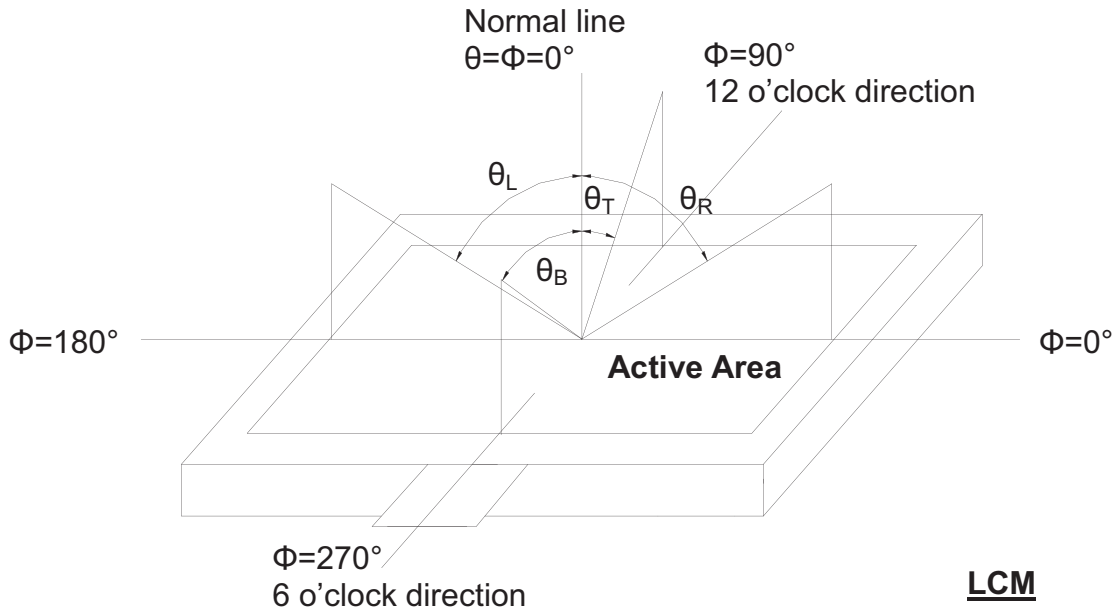 Normal line
θ=Φ=0°
Φ=90°
12 o’clock direction
θL
θT
θR
θB
Φ=180°
Φ=0°
Active Area
Φ=270°
6 o’clock direction
LCM